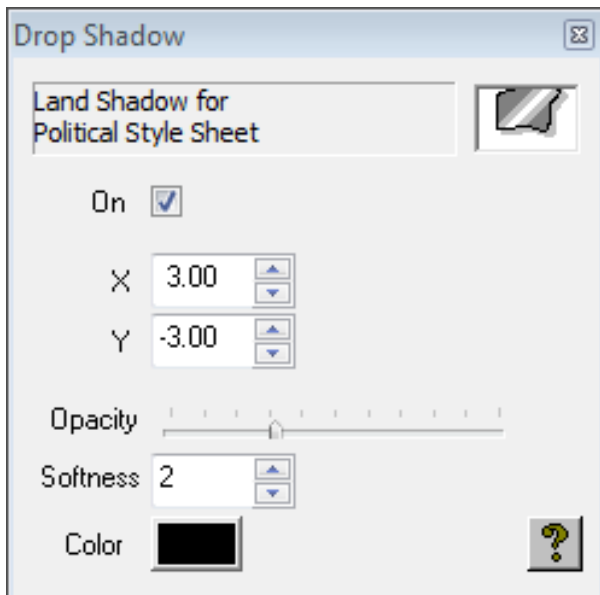 Drop Shadow
Land Shadow for
Political Style Sheet
On
X 3.00
Y -3.00
Opacity
Softness 2
Color
?